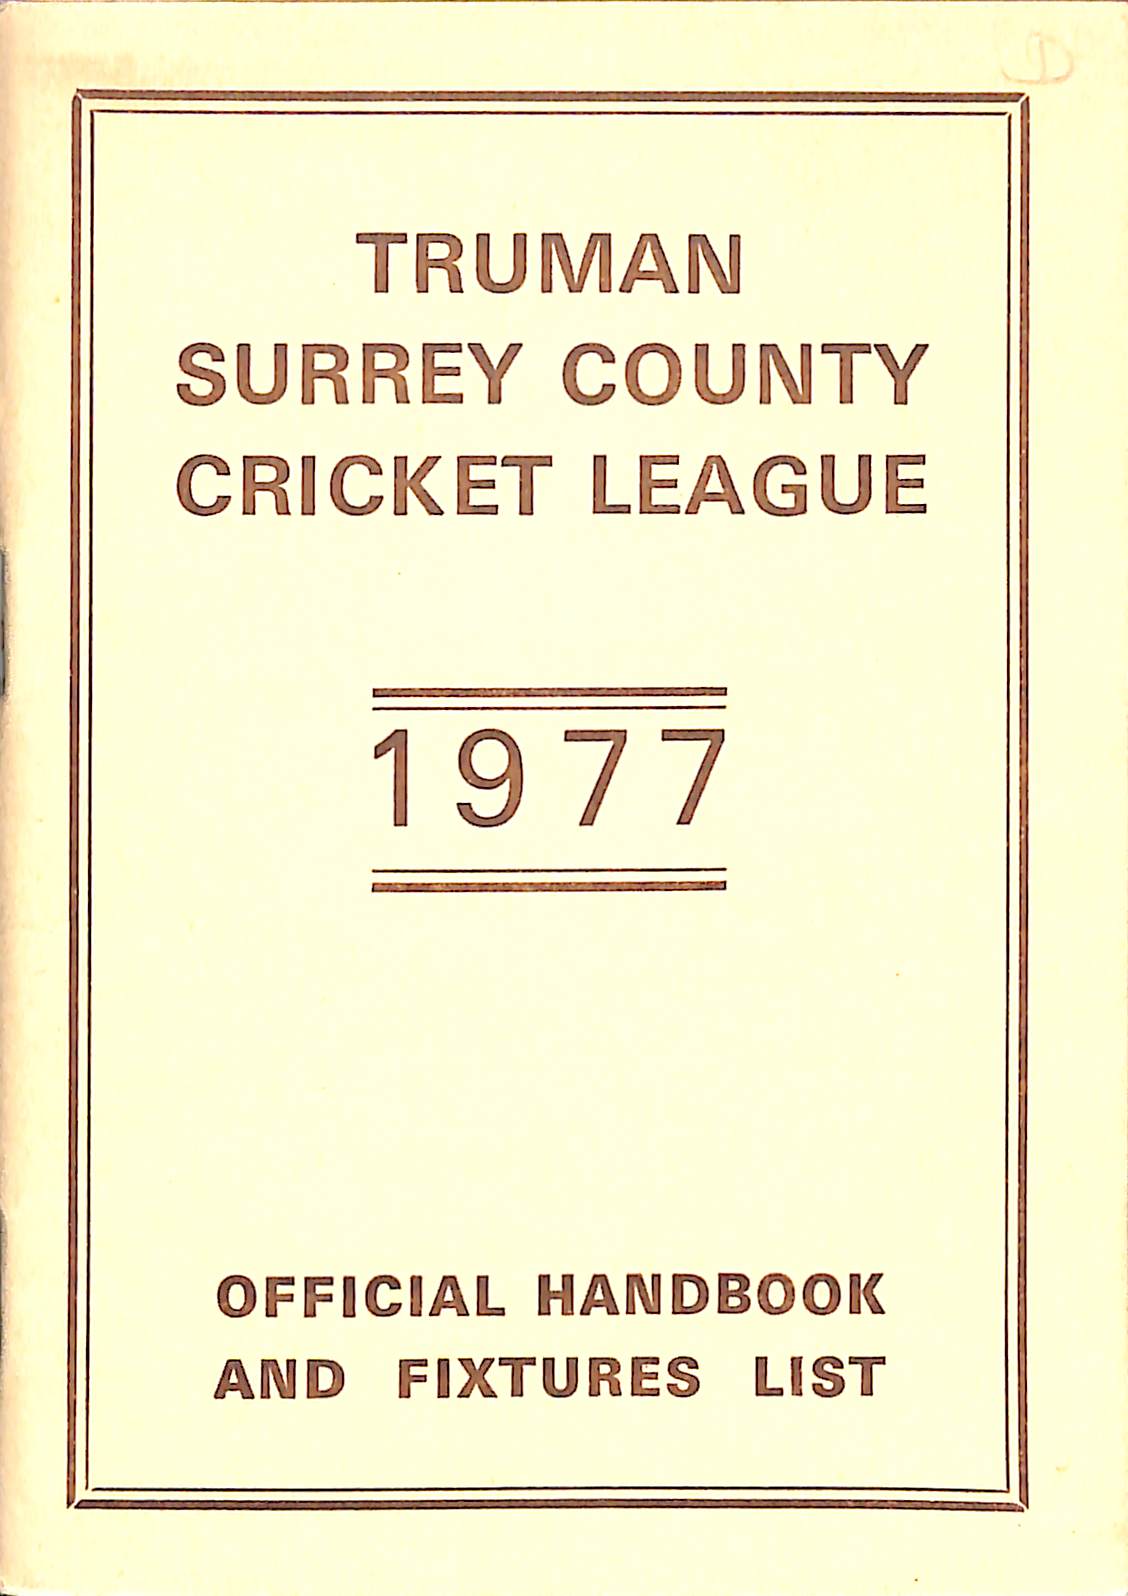 TRUMAN
SURREY COUNTY
CRICKET LEAGUE
1977
OFFICIAL HANDBOOK
AND FIXTURES LIST